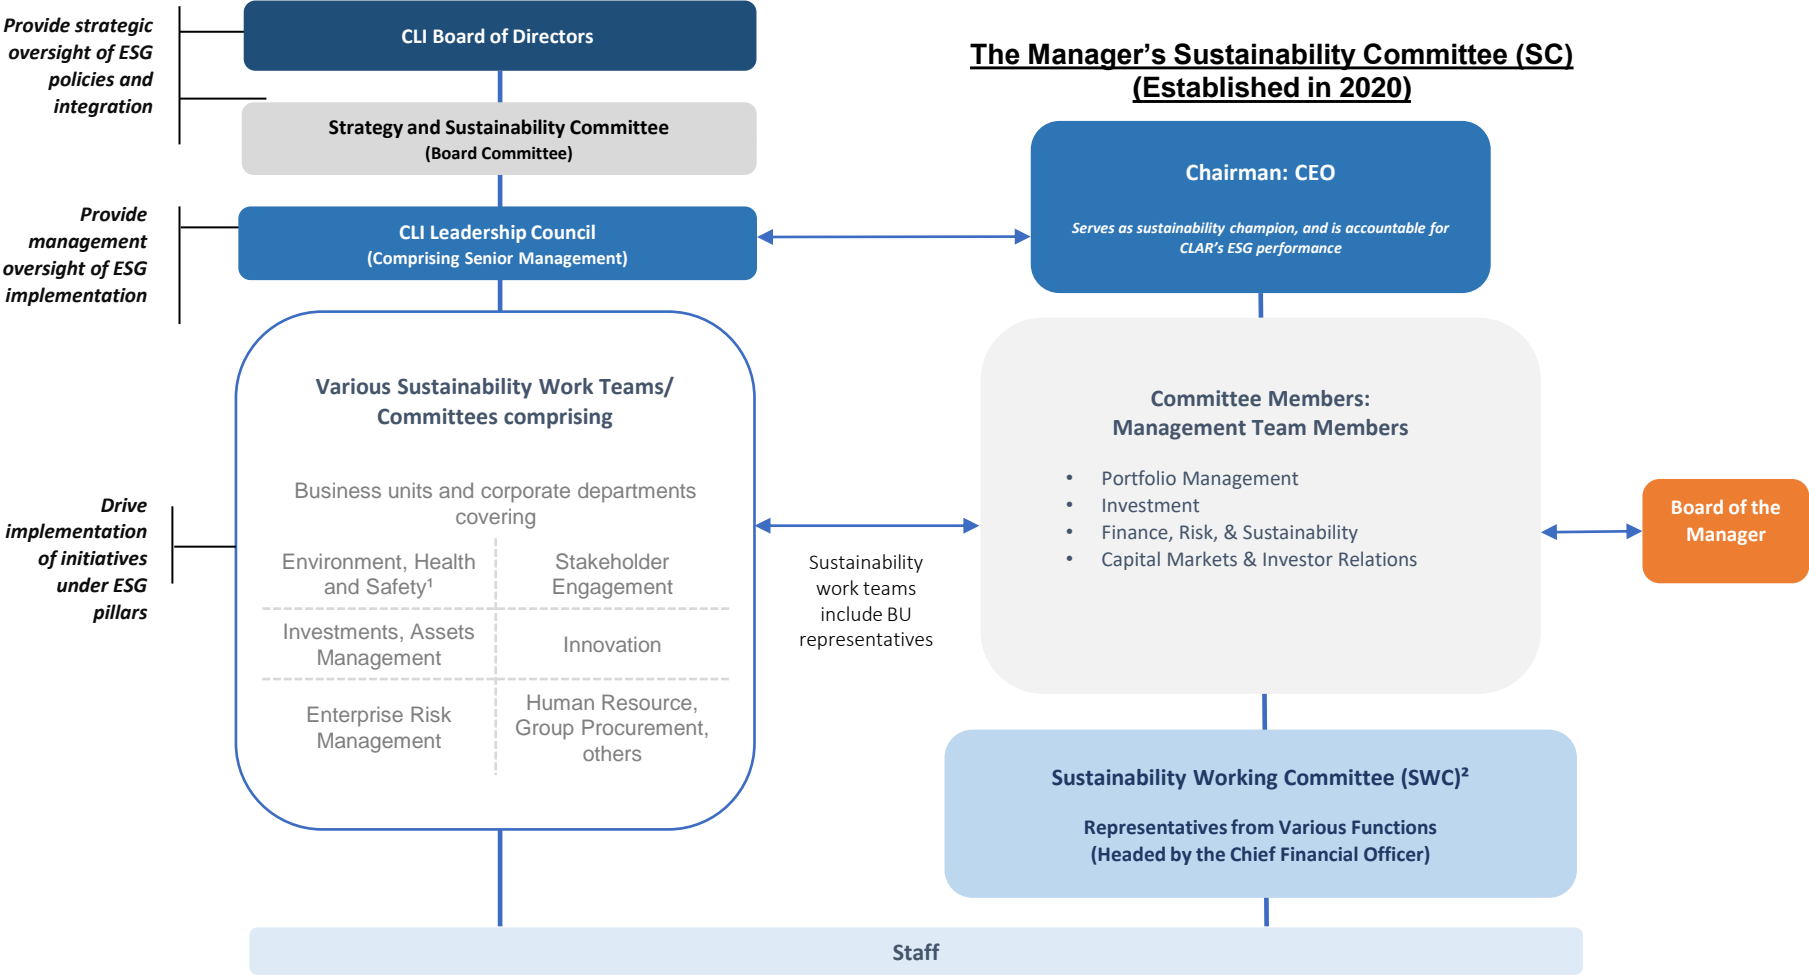 Provide strategic
oversight of ESG
policies and
integration
CLI Board of Directors
Strategy and Sustainability Committee
(Board Committee)
The Manager’s Sustainability Committee (SC)
(Established in 2020)
Provide
management
oversight of ESG
implementation
CLI Leadership Council
(Comprising Senior Management)
Chairman: CEO
Serves as sustainability champion, and is accountable for
CLAR’s ESG performance
Drive
implementation
of initiatives
under ESG
pillars
Various Sustainability Work Teams/
Committees comprising
Business units and corporate departments
covering
Environment, Health
and Safety¹
Stakeholder
Engagement
Investments, Assets
Management
Innovation
Enterprise Risk
Management
Human Resource,
Group Procurement,
others
Sustainability
work teams
include BU
representatives
Committee Members:
Management Team Members
• Portfolio Management
• Investment
• Finance, Risk, & Sustainability
• Capital Markets & Investor Relations
Board of the
Manager
Sustainability Working Committee (SWC)²
Representatives from Various Functions
(Headed by the Chief Financial Officer)
Staff